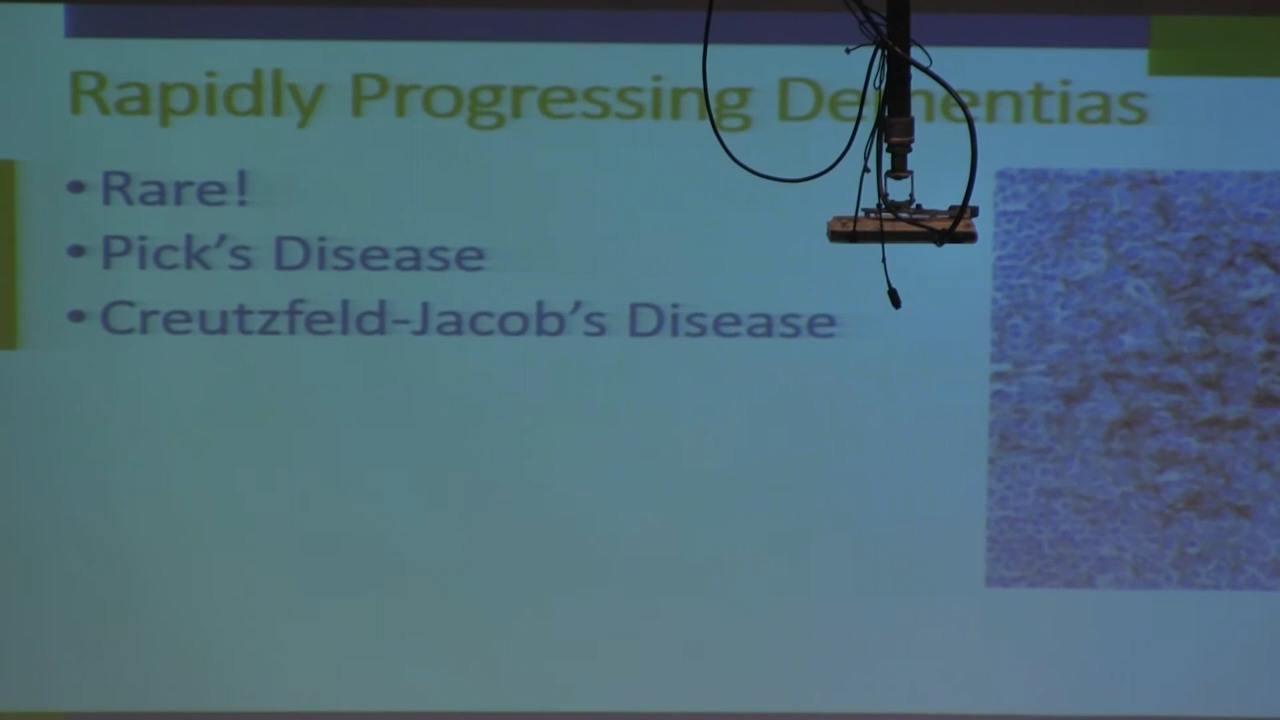 Rapidly Progressing Dementias
• Rare!
• Pick's Disease
• Creutzfeld-Jacob's Disease